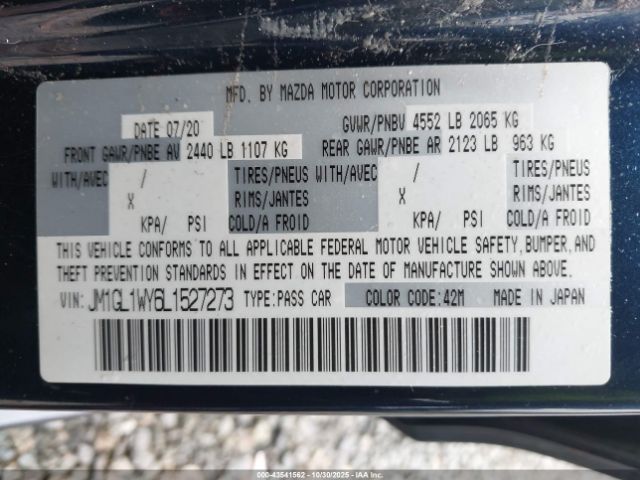 MFD. BY MAZDA MOTOR CORPORATION
DATE 07/20 GVWR/PNBV 4552 LB 2065 KG
FRONT GAWR/PNBE AV 2440 LB 1107 KG REAR GAWR/PNBE AR 2123 LB 963 KG
WITH/AVEC / TIRES/PNEUS WITH/AVEC / TIRES/PNEUS
X RIMS/JANTES X RIMS/JANTES
KPA/ PSI COLD/A FROID KPA/ PSI COLD/A FROID
THIS VEHICLE CONFORMS TO ALL APPLICABLE FEDERAL MOTOR VEHICLE SAFETY, BUMPER, AND
THEFT PREVENTION STANDARDS IN EFFECT ON THE DATE OF MANUFACTURE SHOWN ABOVE.
VIN: JM1GL1WY6L1527273 TYPE: PASS CAR COLOR CODE: 42M MADE IN JAPAN
000-43541562 - 10/30/2025 - IAA, Inc.